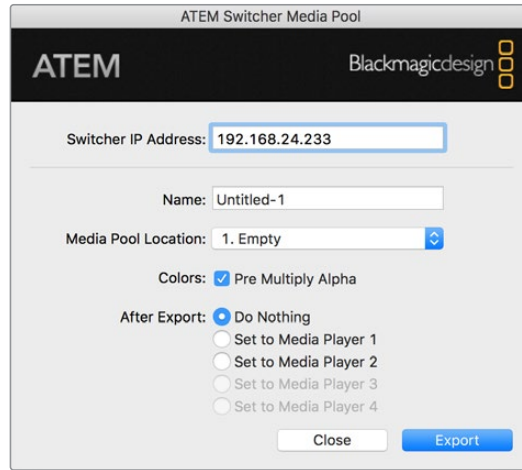 ATEM Switcher Media Pool
ATEM Blackmagicdesign
Switcher IP Address: 192.168.24.233
Name: Untitled-1
Media Pool Location: 1. Empty
Colors: Pre Multiply Alpha
After Export: Do Nothing
Set to Media Player 1
Set to Media Player 2
Set to Media Player 3
Set to Media Player 4
Close Export